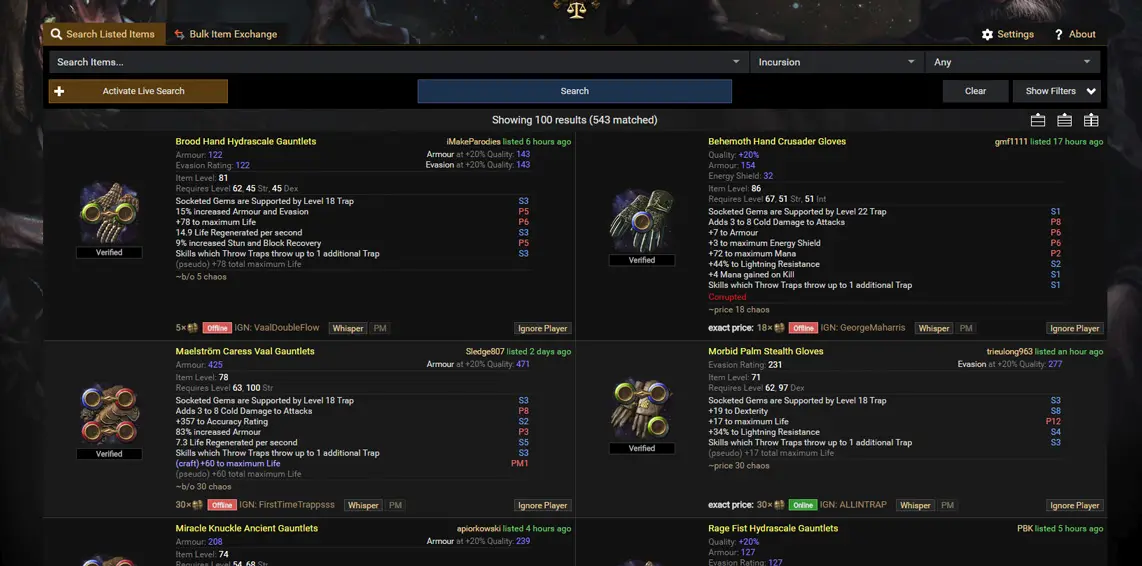 Search Listed Items
Bulk Item Exchange
Settings
? About
Search Items...
Incursion
Any
+ Activate Live Search
Search
Clear
Show Filters
Showing 100 results (543 matched)
Brood Hand Hydrascale Gauntlets
iMakeParodies listed 6 hours ago
Armour: 122
Armour at +20% Quality: 143
Evasion Rating: 122
Evasion at +20% Quality: 143
Item Level: 81
Requires Level 62, 45 Str, 45 Dex
Socketed Gems are Supported by Level 18 Trap S3
15% increased Armour and Evasion P5
+78 to maximum Life P6
14.9 Life Regenerated per second S3
9% increased Stun and Block Recovery P5
Skills which Throw Traps throw up to 1 additional Trap S3
(pseudo) +78 total maximum Life
~b/o 5 chaos
Verified
5× Offline IGN: VaalDoubleFlow Whisper PM Ignore Player
Behemoth Hand Crusader Gloves
gmf1111 listed 17 hours ago
Quality: +20%
Armour: 154
Energy Shield: 32
Item Level: 86
Requires Level 67, 51 Str, 51 Int
Socketed Gems are Supported by Level 22 Trap S1
Adds 3 to 8 Cold Damage to Attacks P8
+7 to Armour P6
+3 to maximum Energy Shield P6
+72 to maximum Mana P2
+44% to Lightning Resistance S2
+4 Mana gained on Kill S1
Skills which Throw Traps throw up to 1 additional Trap S1
Corrupted
~price 18 chaos
Verified
exact price: 18× Offline IGN: GeorgeMaharris Whisper PM Ignore Player
Maelström Caress Vaal Gauntlets
Sledge807 listed 2 days ago
Armour: 425
Armour at +20% Quality: 471
Item Level: 78
Requires Level 63, 100 Str
Socketed Gems are Supported by Level 18 Trap S3
Adds 3 to 8 Cold Damage to Attacks P8
+357 to Accuracy Rating S2
83% increased Armour P3
7.3 Life Regenerated per second S5
Skills which Throw Traps throw up to 1 additional Trap S3
(craft) +60 to maximum Life PM1
(pseudo) +60 total maximum Life
~b/o 30 chaos
Verified
30× Offline IGN: FirstTimeTrappsss Whisper PM Ignore Player
Morbid Palm Stealth Gloves
trieulong963 listed an hour ago
Evasion Rating: 231
Evasion at +20% Quality: 277
Item Level: 71
Requires Level 62, 97 Dex
Socketed Gems are Supported by Level 18 Trap S3
+19 to Dexterity S8
+17 to maximum Life P12
+34% to Lightning Resistance S4
Skills which Throw Traps throw up to 1 additional Trap S3
(pseudo) +17 total maximum Life
~price 30 chaos
Verified
exact price: 30× Online IGN: ALLINTRAP Whisper PM Ignore Player
Miracle Knuckle Ancient Gauntlets
apiorkowski listed 4 hours ago
Armour: 208
Armour at +20% Quality: 239
Item Level: 74
Requires Level 54, 68 Str
Rage Fist Hydrascale Gauntlets
PBK listed 5 hours ago
Quality: +20%
Armour: 127
Evasion Rating: 127